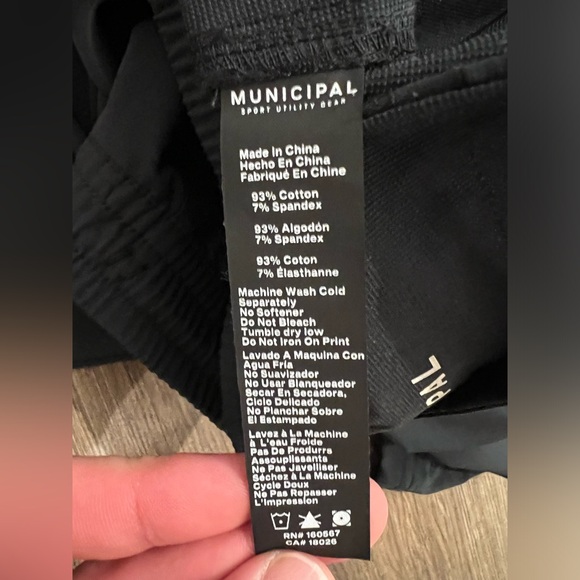 MUNICIPAL
SPORT UTILITY GEAR
Made in China
Hecho En China
Fabriqué En Chine
93% Cotton
7% Spandex
93% Algodón
7% Spandex
93% Coton
7% Élasthanne
Machine Wash Cold
Separately
No Softener
Do Not Bleach
Tumble dry low
Do Not Iron On Print
Lavado A Maquina Con
Agua Fría
No Suavizador
No Usar Blanqueador
Secar En Secadora,
Ciclo Delicado
No Planchar Sobre
El Estampado
Lavez à La Machine
à L'eau Froide
Pas De Produrrs
Assouplissants
Ne Pas Javelliser
Séchez à La Machine
Cycle Doux
Ne Pas Repasser
L'impression
RN# 160567
CA# 18026
PAL